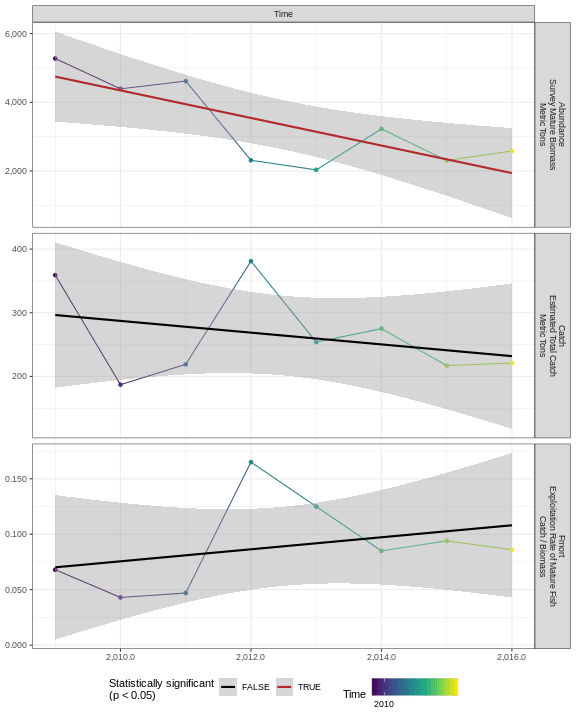 Time
6,000
4,000
2,000
Abundance
Survey Mature Biomass
Metric Tons
400
300
200
Catch
Estimated Total Catch
Metric Tons
0.150
0.100
0.050
0.000
Fmort
Exploitation Rate of Mature Fish
Catch / Biomass
2,010.0 2,012.0 2,014.0 2,016.0
Statistically significant
(p < 0.05)
FALSE TRUE
Time
2010